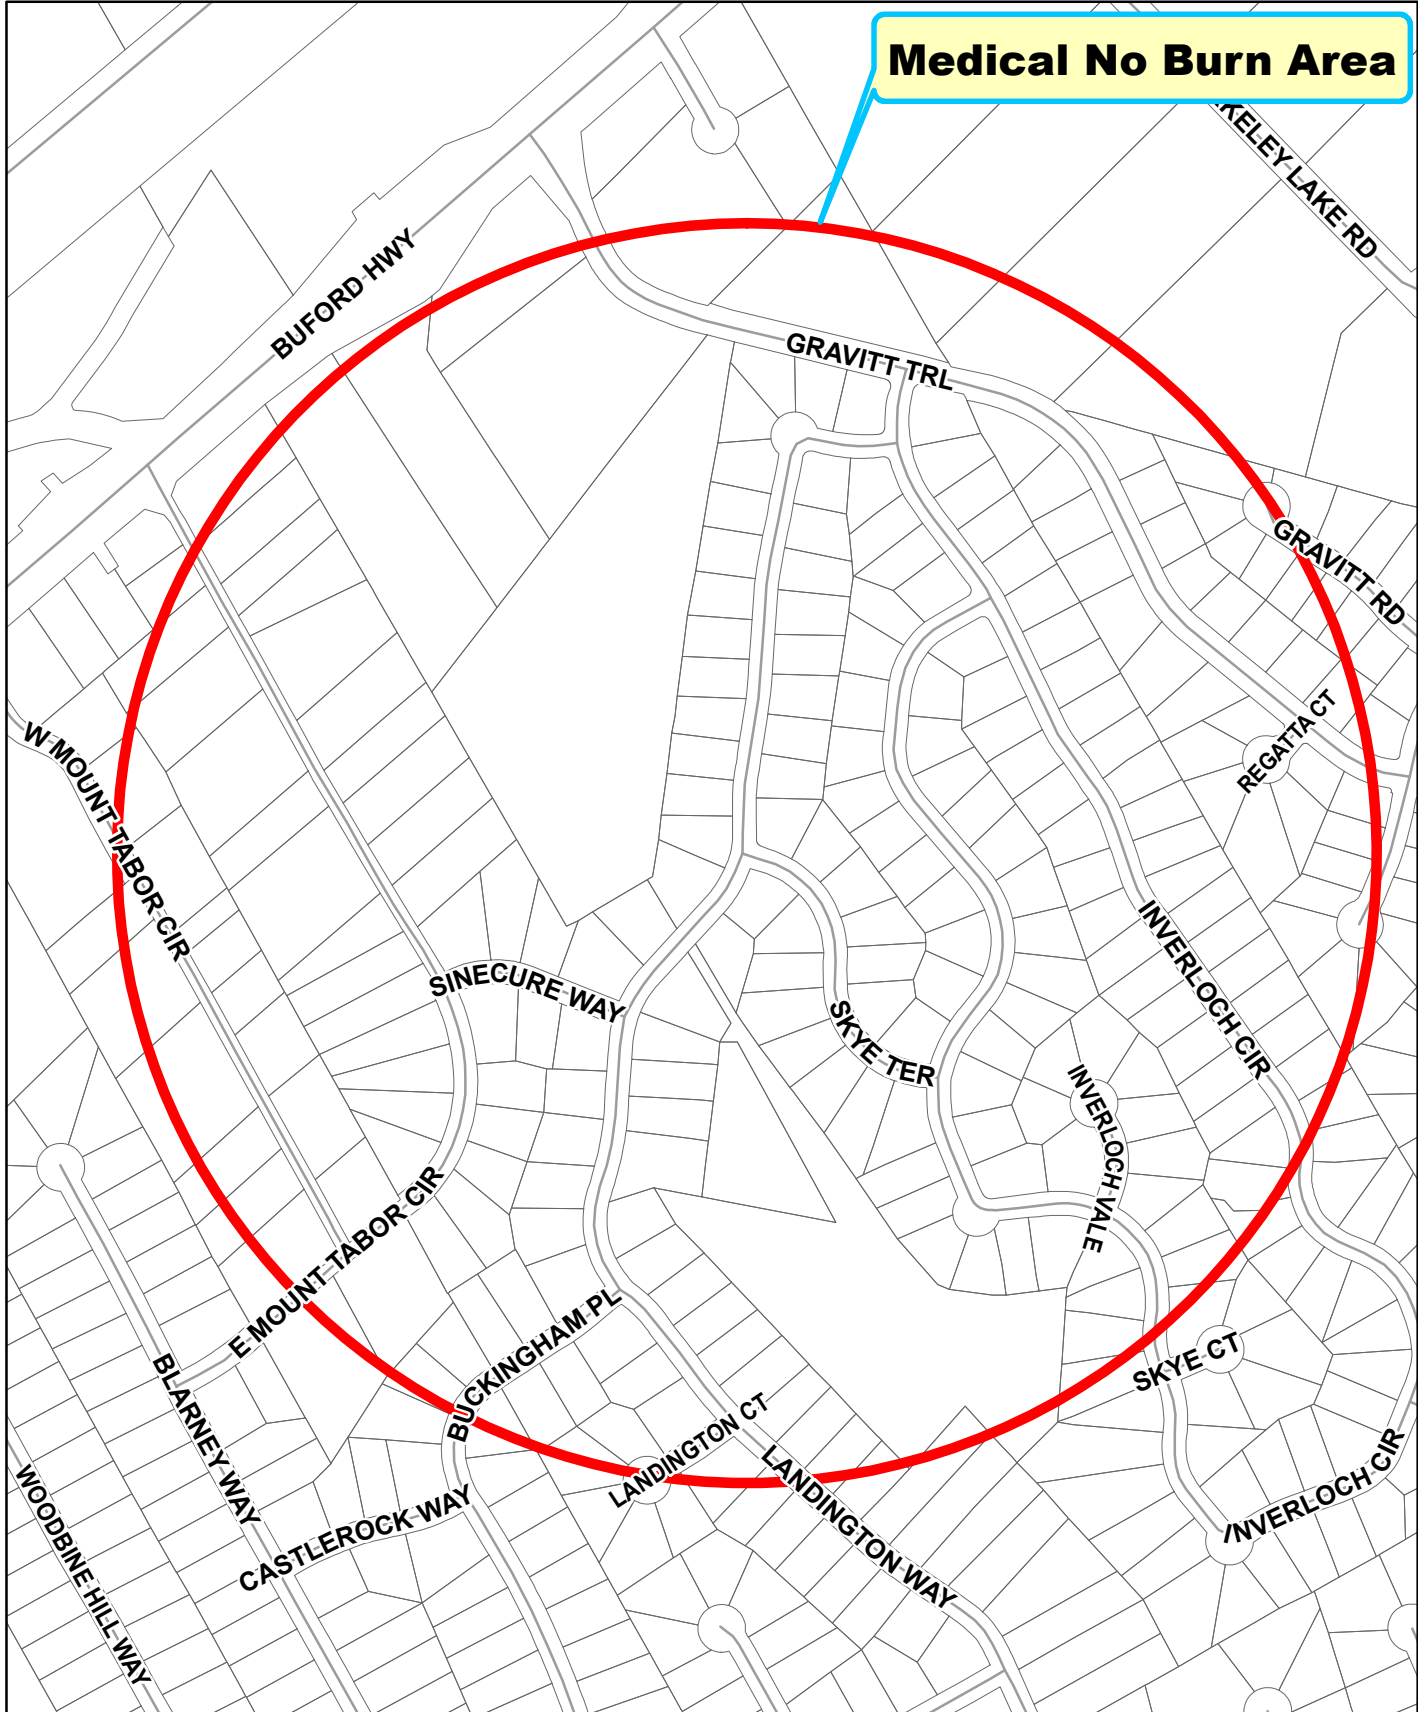 Medical No Burn Area
KELEY LAKE RD
BUFORD HWY
GRAVITT TRL
GRAVITT RD
REGATTA CT
W MOUNT TABOR CIR
INVERLOCH CIR
SINECURE WAY
SKYE TER
INVERLOCH VALE
E MOUNT TABOR CIR
BUCKINGHAM PL
SKYE CT
BLARNEY WAY
LANDINGTON CT
LANDINGTON WAY
INVERLOCH CIR
WOODBINE HILL WAY
CASTLEROCK WAY